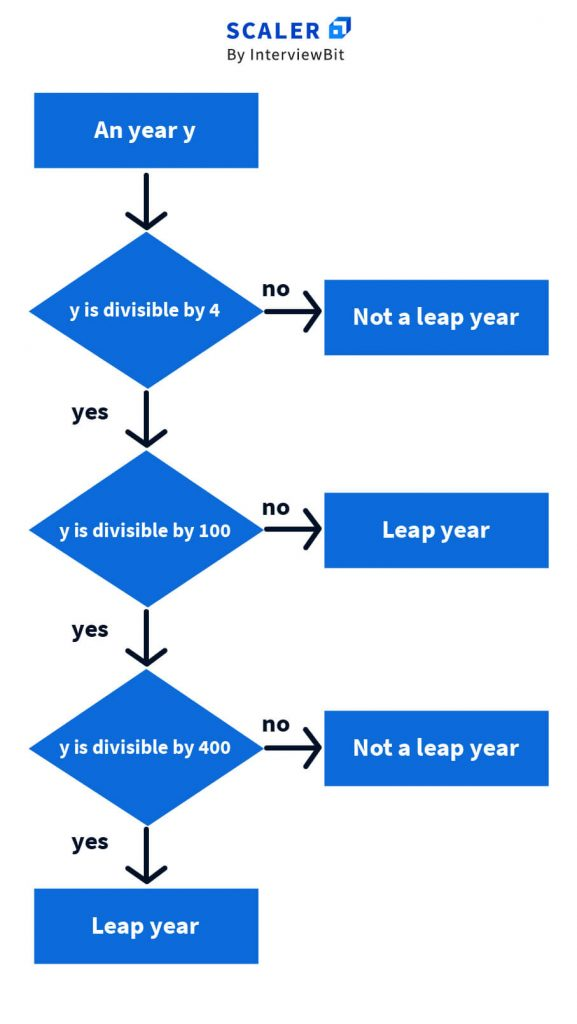 SCALER
By InterviewBit
An year y
y is divisible by 4
no
Not a leap year
yes
y is divisible by 100
no
Leap year
yes
y is divisible by 400
no
Not a leap year
yes
Leap year